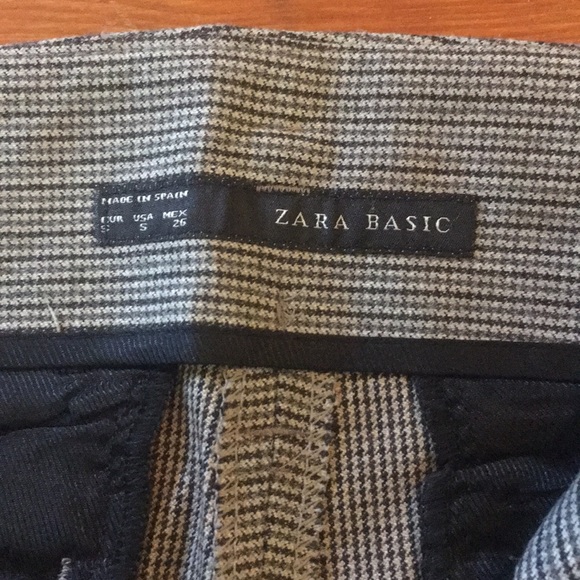 MADE IN SPAIN
EUR USA MEX
S S 26
ZARA BASIC